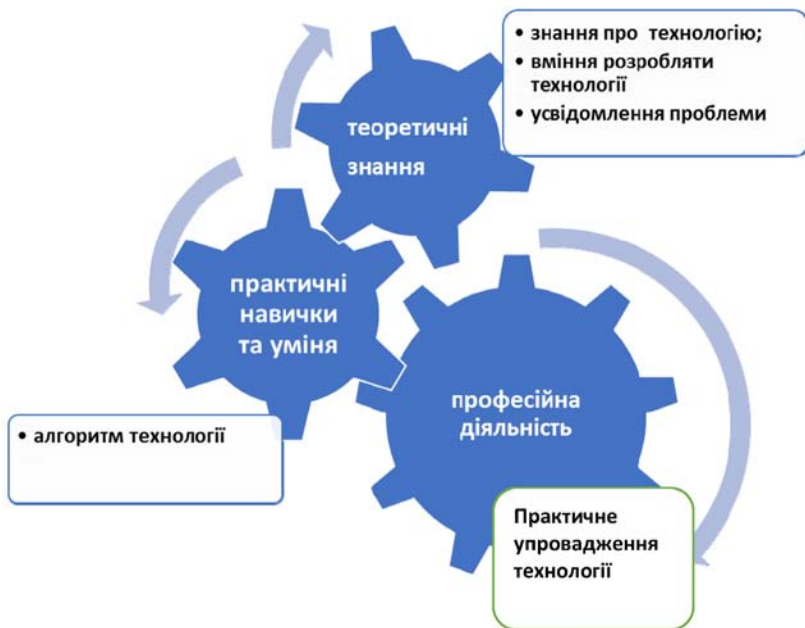 • знання про технологію;
• вміння розробляти
технології
• усвідомлення проблеми
теоретичні
знання
практичні
навички
та уміня
• алгоритм технології
професійна
діяльність
Практичне
упровадження
технології